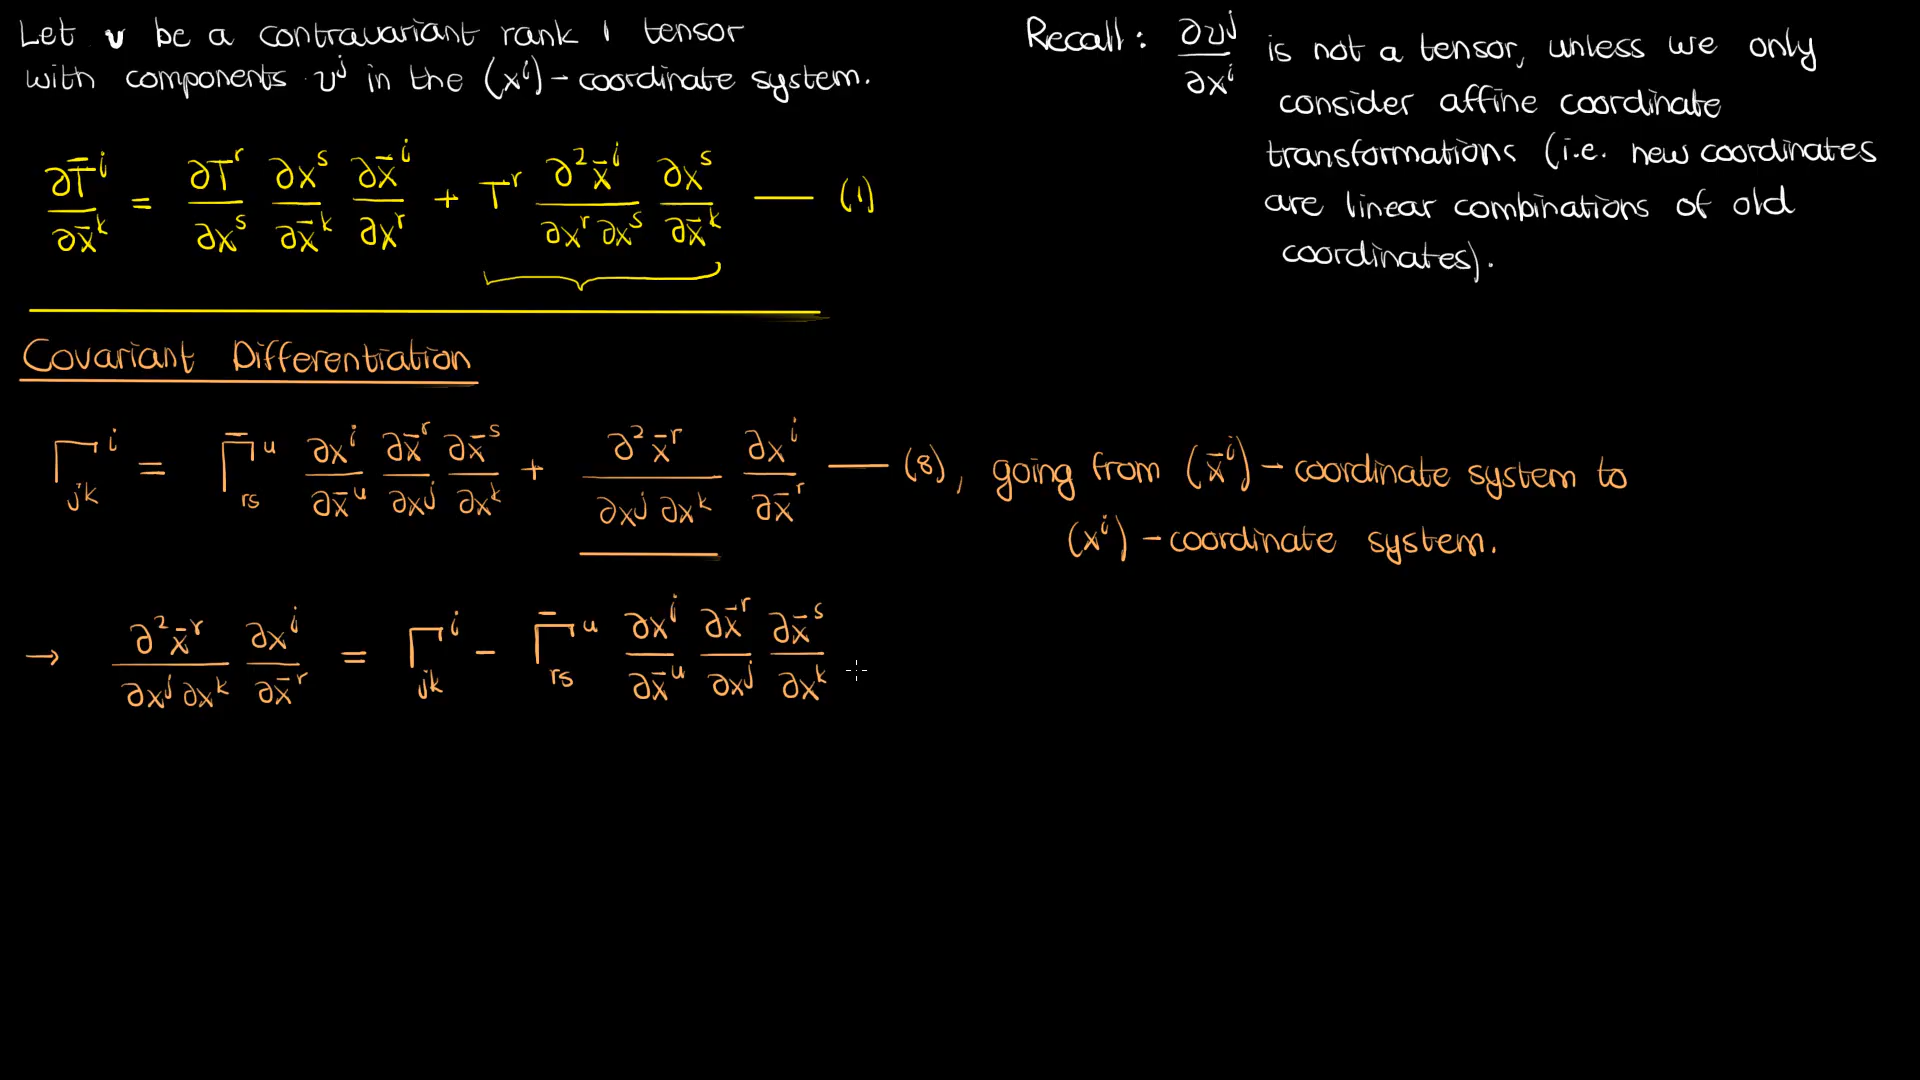 Let v be a contravariant rank 1 tensor
with components v^j in the (x^i) - coordinate system.
Recall: ∂v^j/∂x^i is not a tensor, unless we only
consider affine coordinate
transformations (i.e. new coordinates
are linear combinations of old
coordinates).
∂T̄^i/∂x̄^k = ∂T^r/∂x^s ∂x^s/∂x̄^k ∂x̄^i/∂x^r + T^r ∂²x̄^i/∂x^r ∂x^s ∂x^s/∂x̄^k — (1)
Covariant Differentiation
Γ^i_jk = Γ̄^u_rs ∂x^i/∂x̄^u ∂x̄^r/∂x^j ∂x̄^s/∂x^k + ∂²x̄^r/∂x^j ∂x^k ∂x^i/∂x̄^r — (8), going from (x̄^i) - coordinate system to
(x^i) - coordinate system.
→ ∂²x̄^r/∂x^j ∂x^k ∂x^i/∂x̄^r = Γ^i_jk - Γ̄^u_rs ∂x^i/∂x̄^u ∂x̄^r/∂x^j ∂x̄^s/∂x^k